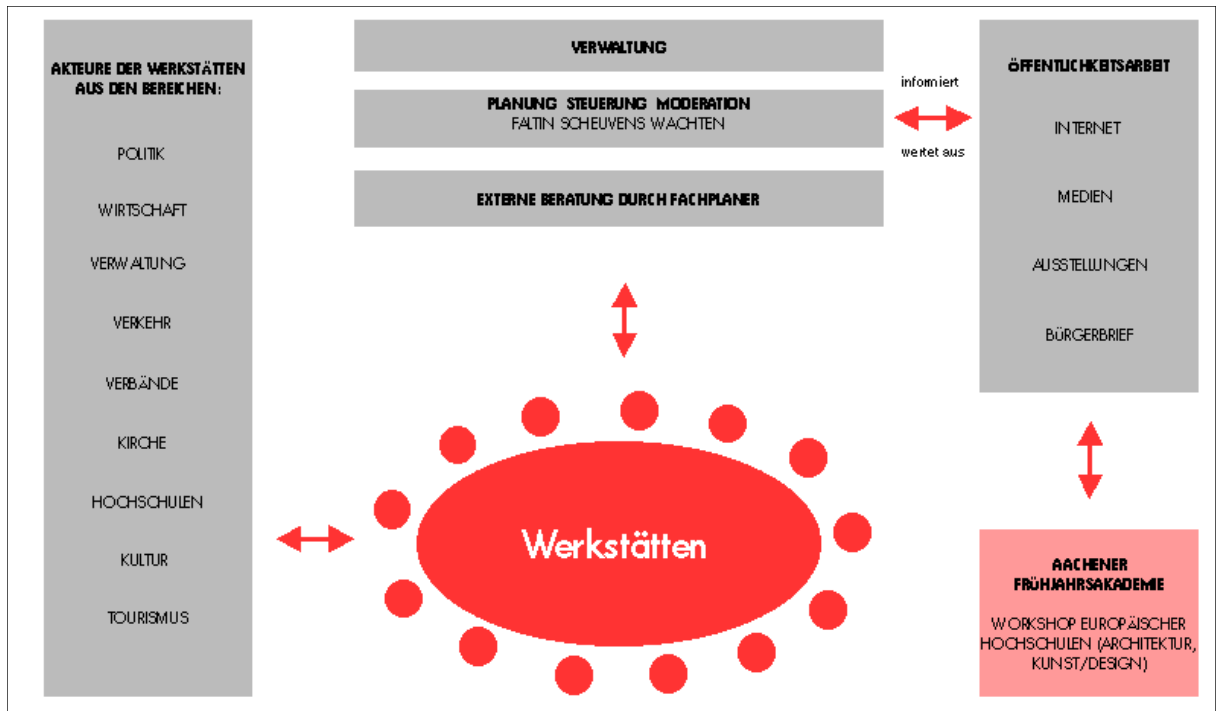 AKTEURE DER WERKSTÄTTEN
AUS DEN BEREICHEN:
POLITIK
WIRTSCHAFT
VERWALTUNG
VERKEHR
VERBÄNDE
KIRCHE
HOCHSCHULEN
KULTUR
TOURISMUS
VERWALTUNG
PLANUNG STEUERUNG MODERATION
FALTIN SCHEUVENS WACHTEN
EXTERNE BERATUNG DURCH FACHPLANER
informiert
wertet aus
ÖFFENTLICHKEITSARBEIT
INTERNET
MEDIEN
AUSSTELLUNGEN
BÜRGERBRIEF
Werkstätten
AACHENER
FRÜHJAHRSAKADEMIE
WORKSHOP EUROPÄISCHER
HOCHSCHULEN (ARCHITEKTUR,
KUNST/DESIGN)